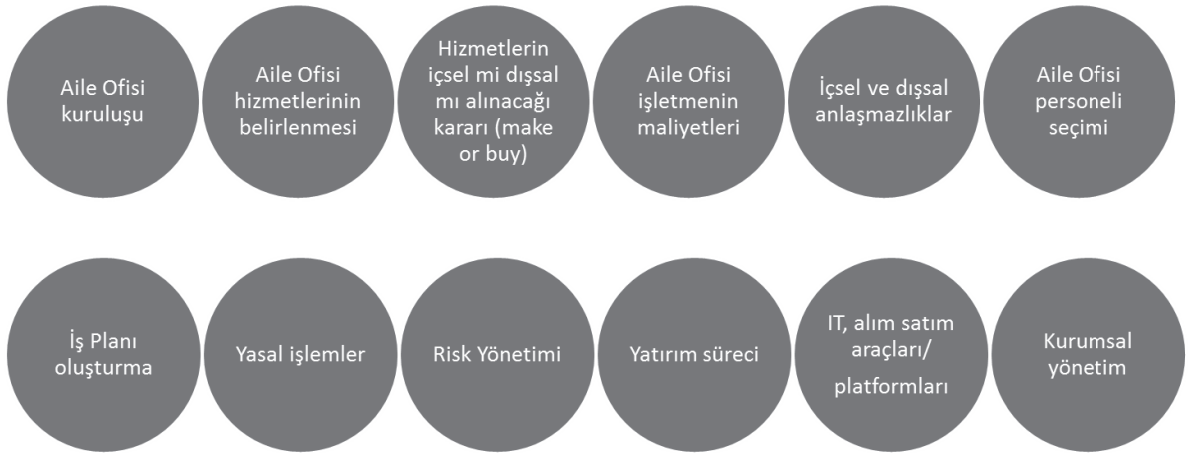 Aile Ofisi
kuruluşu
Aile Ofisi
hizmetlerinin
belirlenmesi
Hizmetlerin
içsel mi dışsal
mı alınacağı
kararı (make
or buy)
Aile Ofisi
işletmenin
maliyetleri
İçsel ve dışsal
anlaşmazlıklar
Aile Ofisi
personeli
seçimi
İş Planı
oluşturma
Yasal işlemler
Risk Yönetimi
Yatırım süreci
IT, alım satım
araçları/
platformları
Kurumsal
yönetim